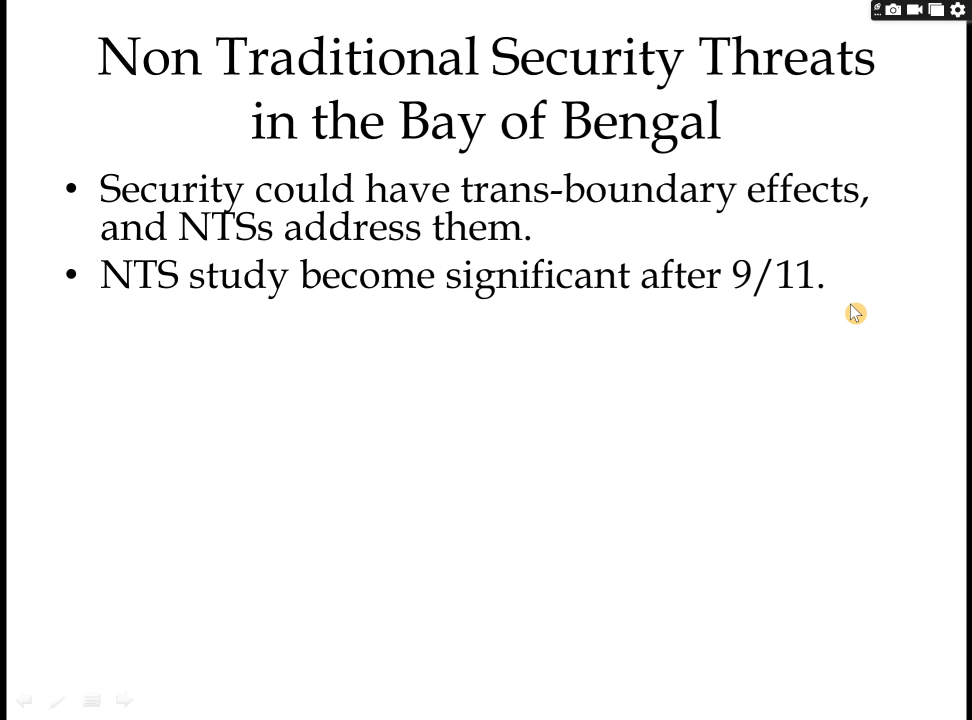 Non Traditional Security Threats
in the Bay of Bengal
• Security could have trans-boundary effects,
and NTSs address them.
• NTS study become significant after 9/11.